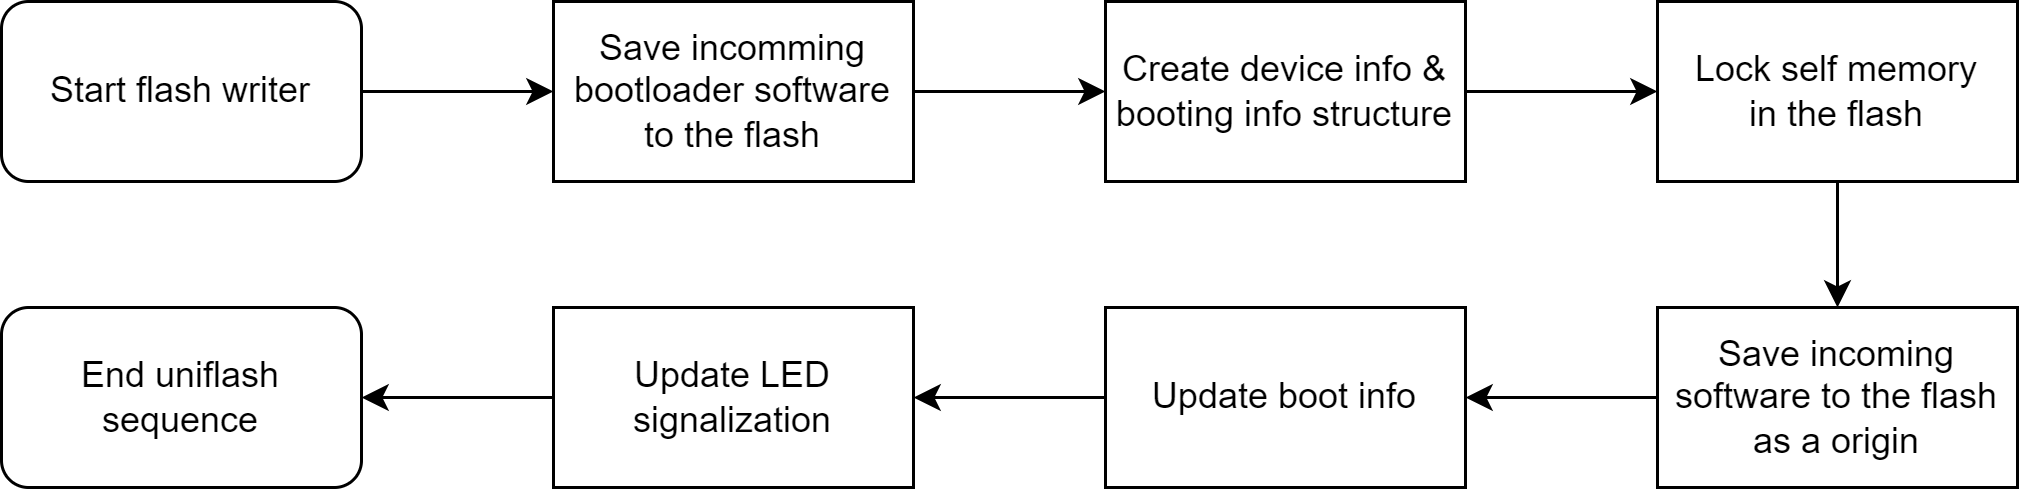 Start flash writer
Save incomming
bootloader software
to the flash
Create device info &
booting info structure
Lock self memory
in the flash
Save incoming
software to the flash
as a origin
Update boot info
Update LED
signalization
End uniflash
sequence